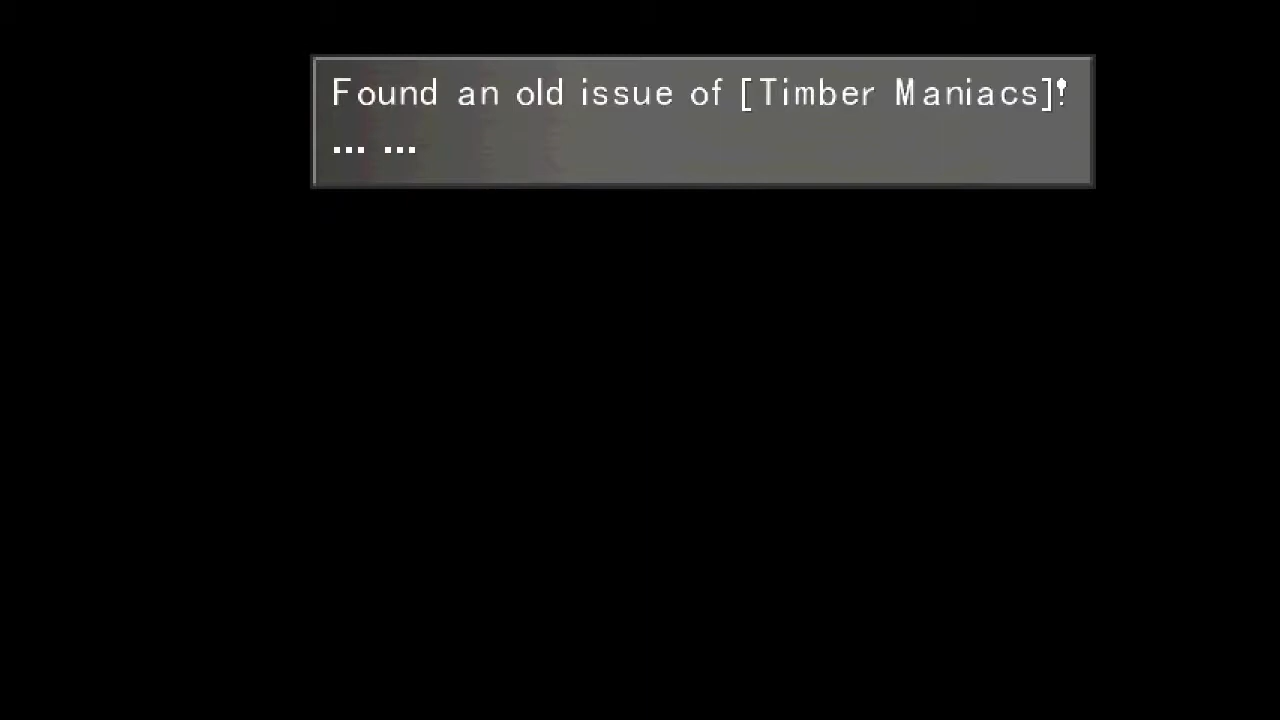 Found an old issue of [Timber Maniacs]!
... ...